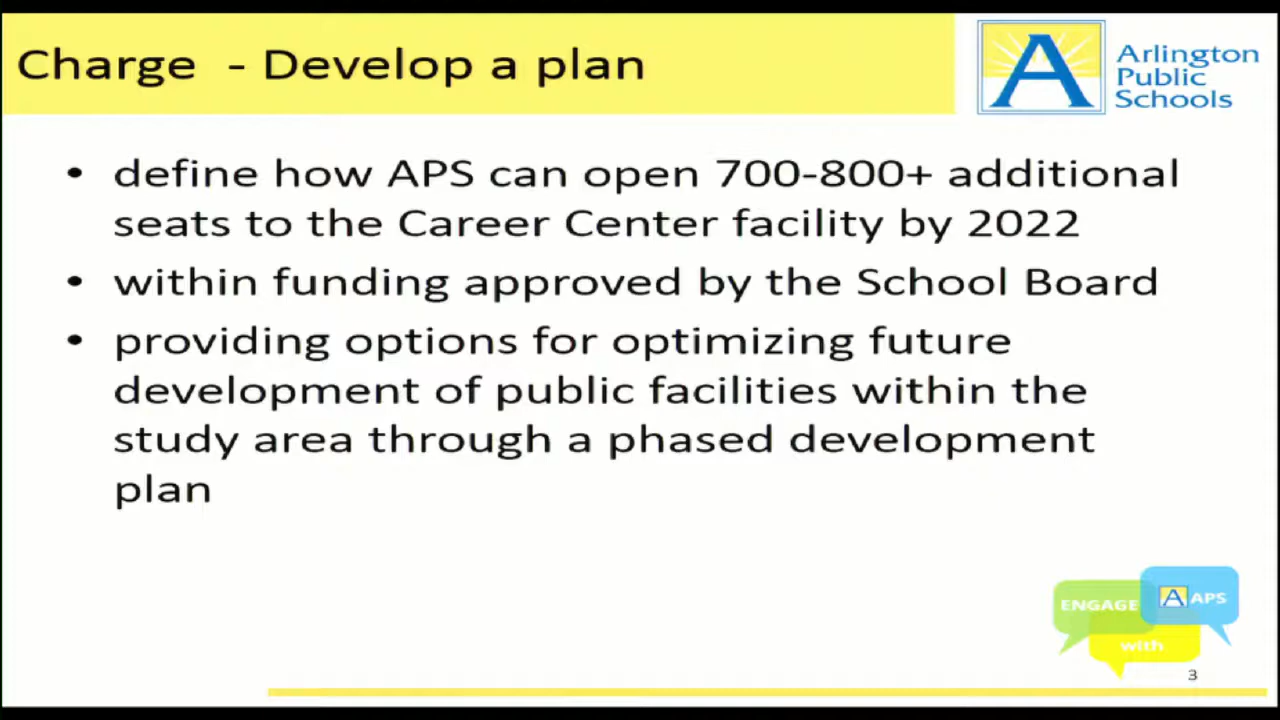 Charge - Develop a plan
Arlington
Public
Schools
• define how APS can open 700-800+ additional
seats to the Career Center facility by 2022
• within funding approved by the School Board
• providing options for optimizing future
development of public facilities within the
study area through a phased development
plan
ENGAGE
A APS
with
3